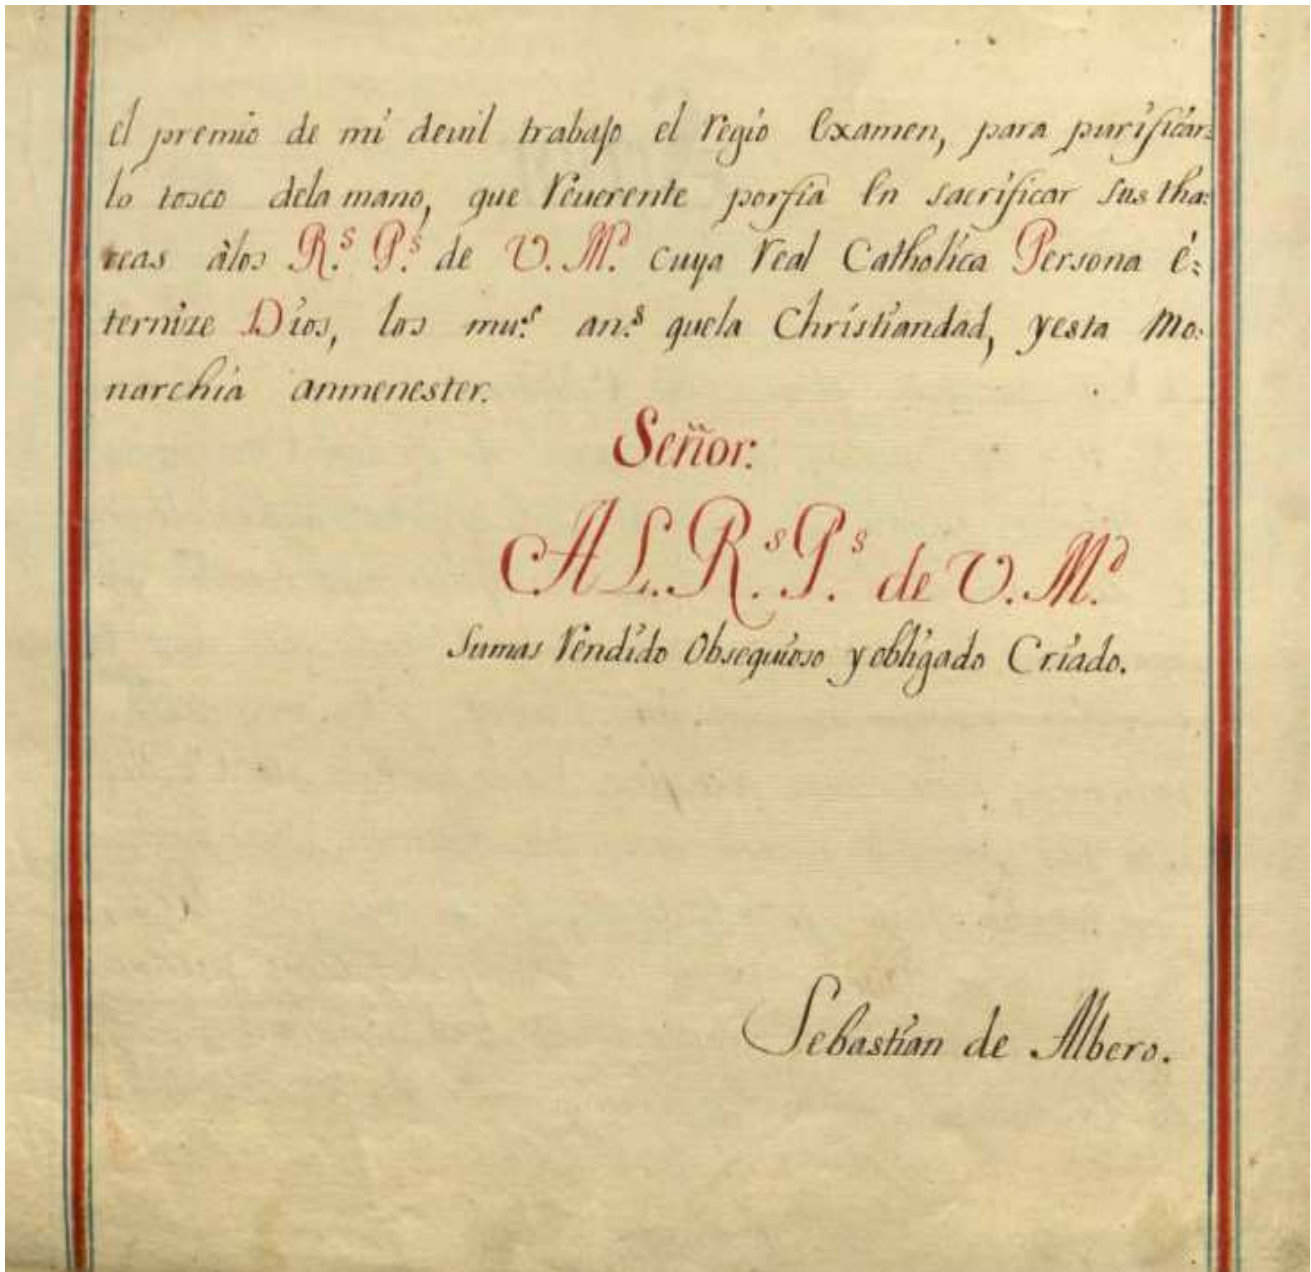 el premio de mi devil trabajo el regio Examen, para purificar:
lo tosco dela mano, que reuerente porfia En sacrificar sus tha:
reas àlos R.ˢ P.ˢ de V. M.ᵈ cuya real Catholica Persona é:
ternize Dios, los mu.ˢ an.ˢ quela Christiandad, yesta Mo:
narchia anmenester.
Señor.
A L. R.ˢ P.ˢ de V. M.ᵈ
Sumas rendido Obsequioso y obligado Criado.
Sebastian de Albero.